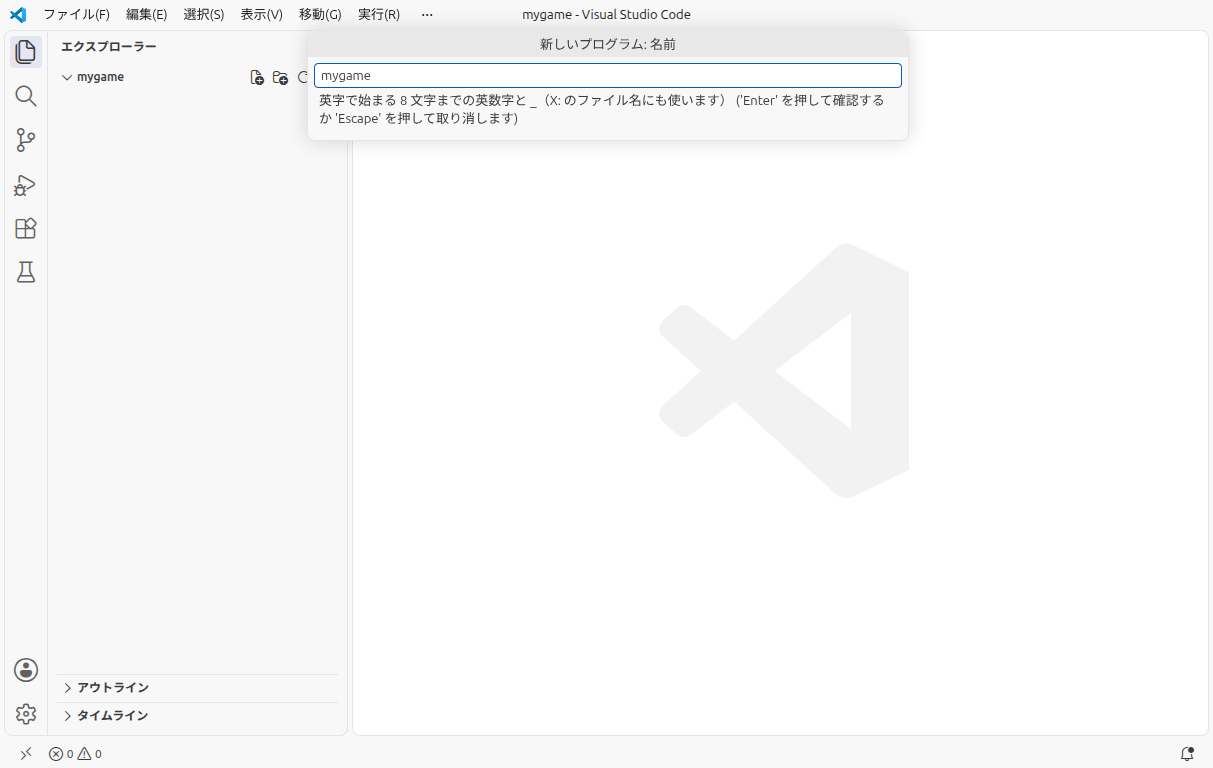 ファイル(F) 編集(E) 選択(S) 表示(V) 移動(G) 実行(R) ··· mygame - Visual Studio Code
エクスプローラー
mygame
新しいプログラム: 名前
mygame
英字で始まる 8 文字までの英数字と _（X: のファイル名にも使います） ('Enter' を押して確認する
か 'Escape' を押して取り消します)
アウトライン
タイムライン
0 0